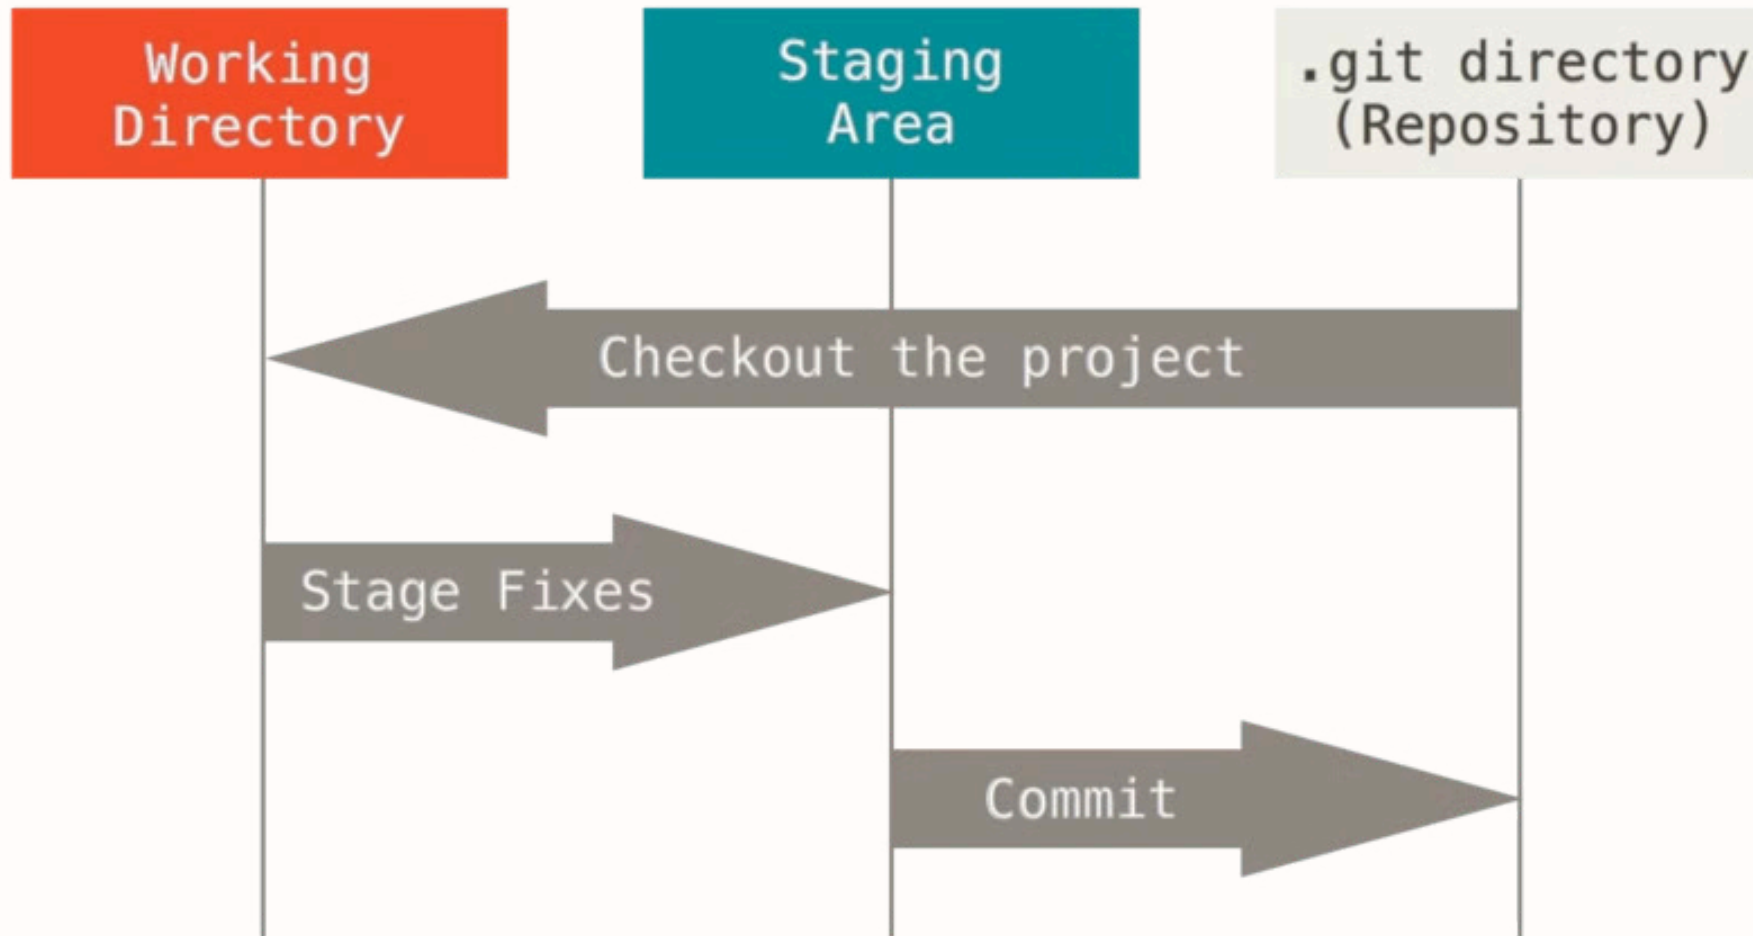 Working
Directory
Staging
Area
.git directory
(Repository)
Checkout the project
Stage Fixes
Commit